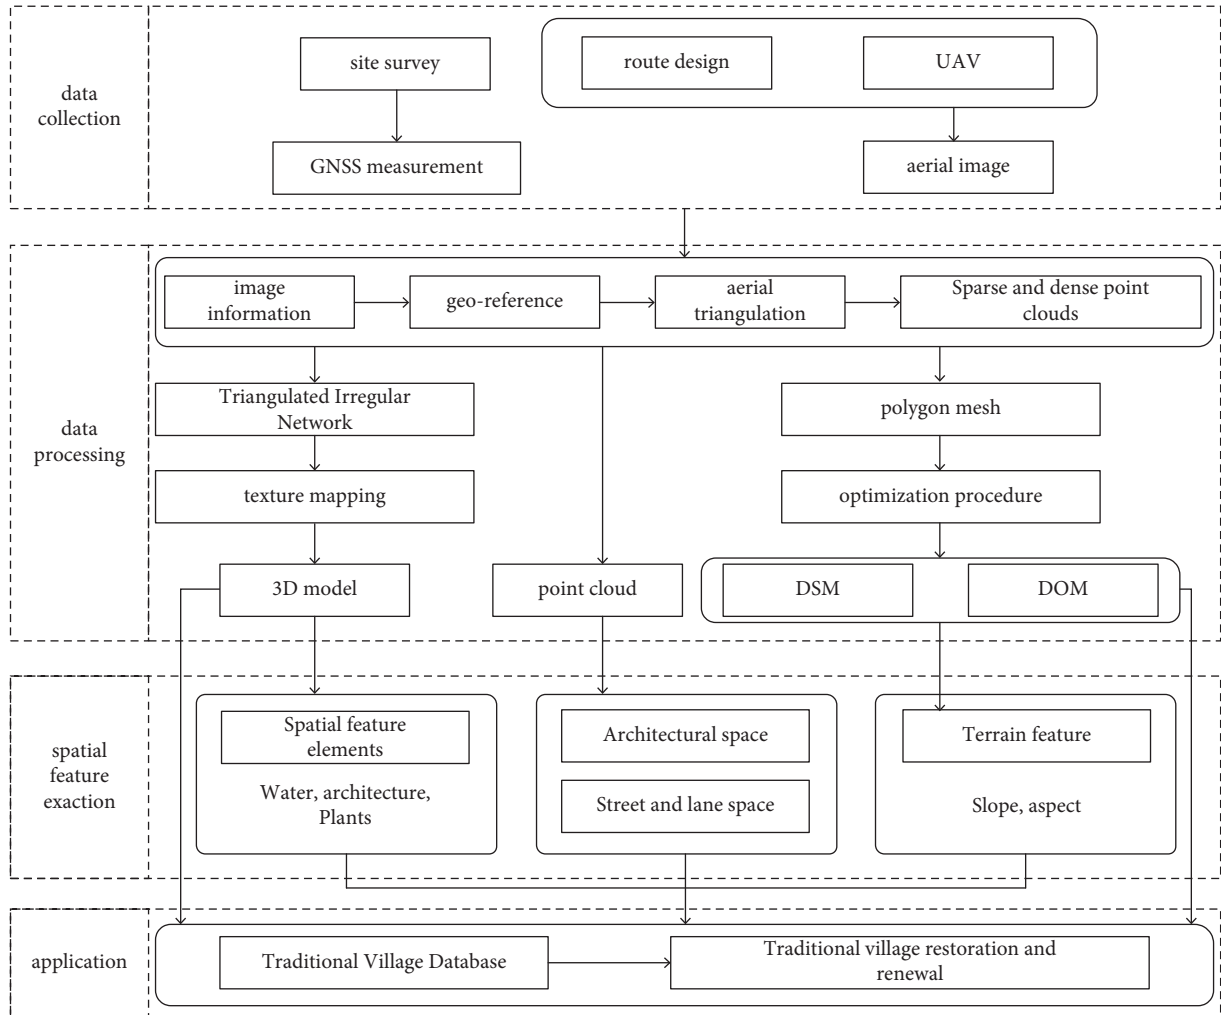 data
collection
site survey
route design
UAV
GNSS measurement
aerial image
data
processing
image
information
geo-reference
aerial
triangulation
Sparse and dense point
clouds
Triangulated Irregular
Network
polygon mesh
texture mapping
optimization procedure
3D model
point cloud
DSM
DOM
spatial
feature
exaction
Spatial feature
elements
Water, architecture,
Plants
Architectural space
Street and lane space
Terrain feature
Slope, aspect
application
Traditional Village Database
Traditional village restoration and
renewal